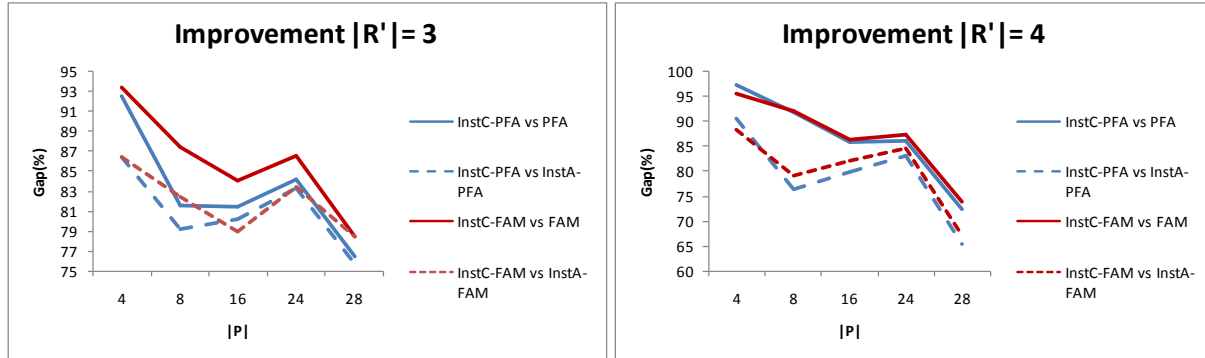 Improvement |R'|= 3
95
93
91
89
87
85
83
81
79
77
75
Gap(%)
4 8 16 24 28
|P|
InstC-PFA vs PFA
InstC-PFA vs InstA-
PFA
InstC-FAM vs FAM
InstC-FAM vs InstA-
FAM
Improvement |R'|= 4
100
95
90
85
80
75
70
65
60
Gap(%)
4 8 16 24 28
|P|
InstC-PFA vs PFA
InstC-PFA vs InstA-
PFA
InstC-FAM vs FAM
InstC-FAM vs InstA-
FAM